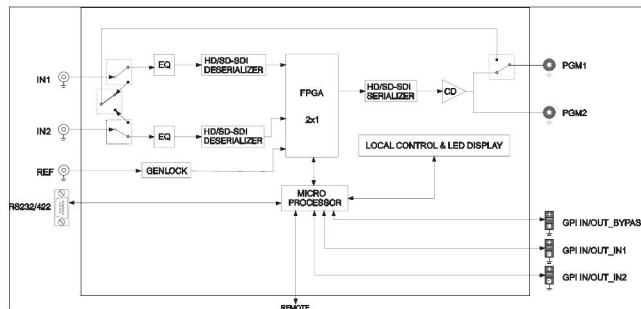 IN1
EQ
HD/SD-SDI
DESERIALIZER
FPGA
2x1
HD/SD-SDI
SERIALIZER
CD
PGM1
PGM2
IN2
EQ
HD/SD-SDI
DESERIALIZER
REF
GENLOCK
LOCAL CONTROL & LED DISPLAY
RS232/422
MICRO
PROCESSOR
GPI IN/OUT_BYPAS
GPI IN/OUT_IN1
GPI IN/OUT_IN2
REMOTE